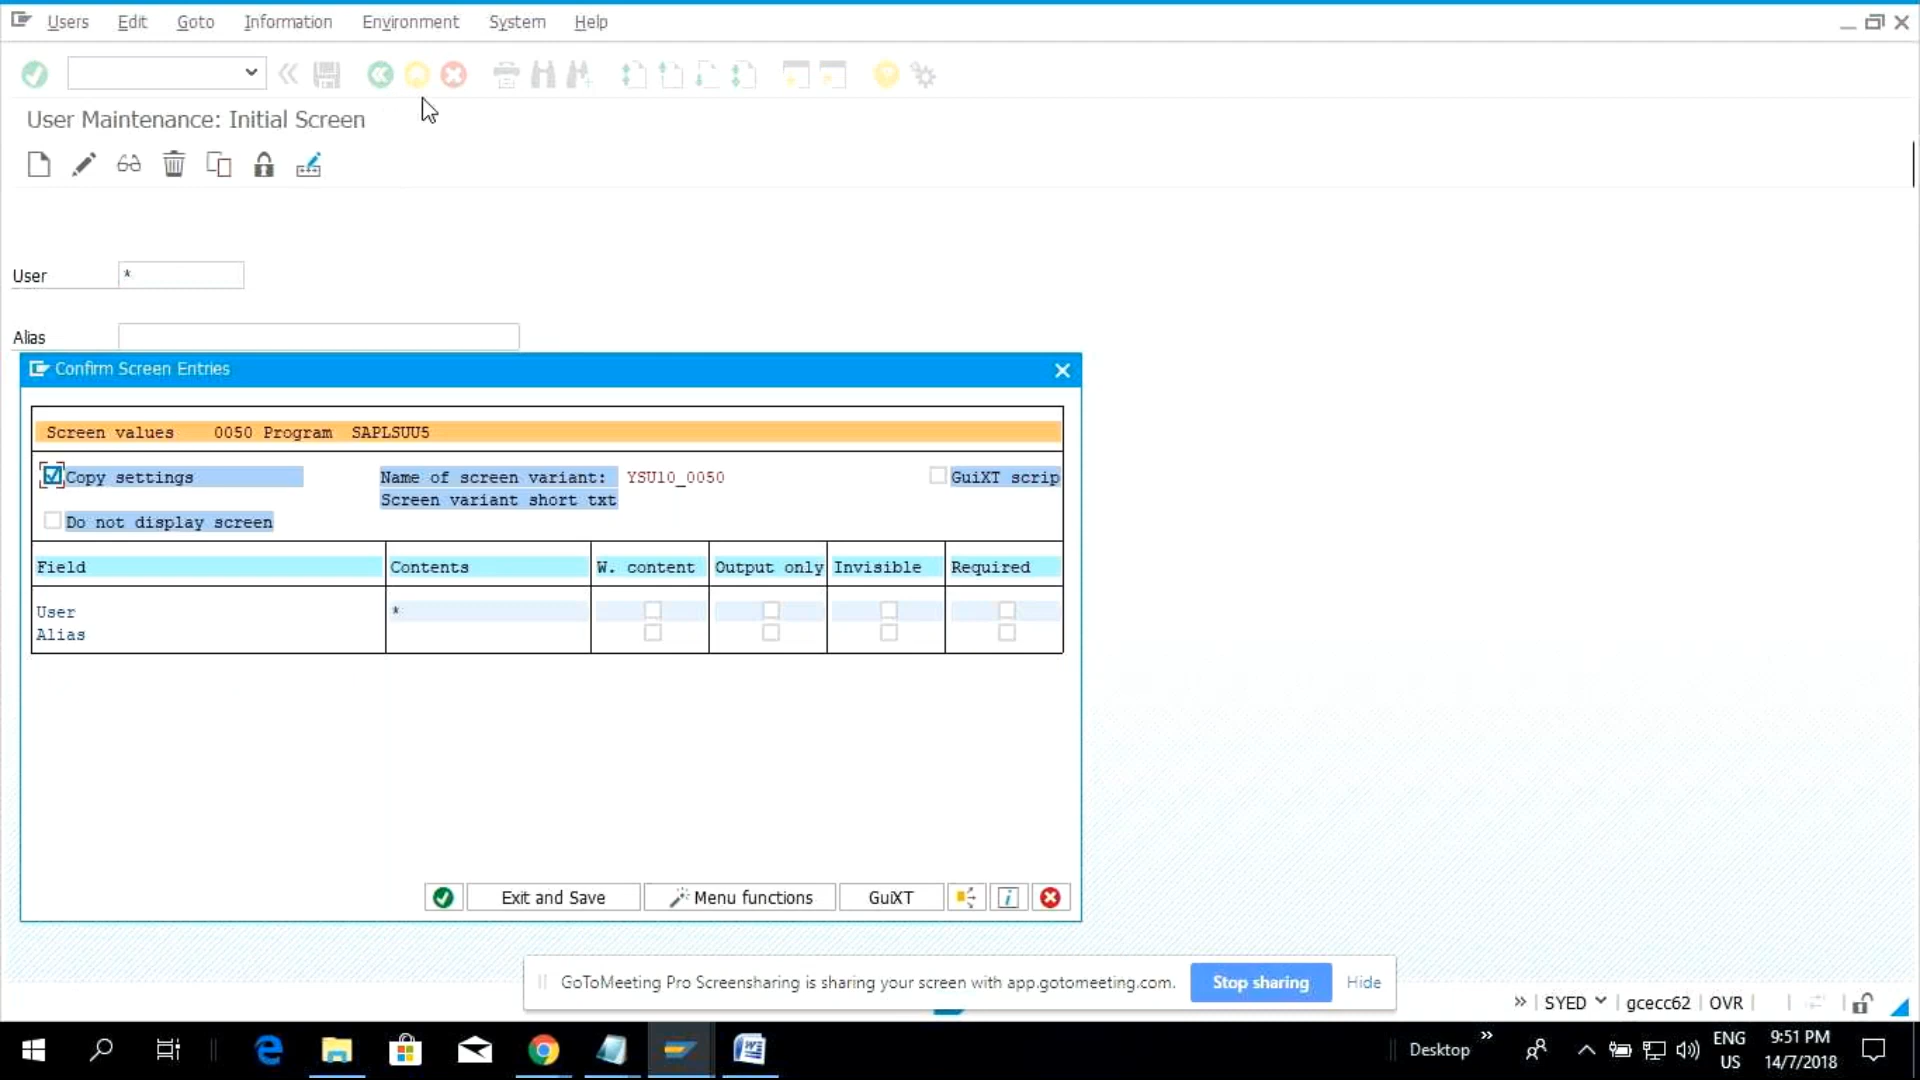 Users Edit Goto Information Environment System Help
User Maintenance: Initial Screen
User *
Alias
Confirm Screen Entries
Screen values 0050 Program SAPLSUU5
Copy settings Name of screen variant: YSU10_0050 GuiXT scrip
Screen variant short txt
Do not display screen
Field Contents W. content Output only Invisible Required
User *
Alias
Exit and Save Menu functions GuiXT
GoToMeeting Pro Screensharing is sharing your screen with app.gotomeeting.com. Stop sharing Hide
SYED gcecc62 OVR
Desktop ENG 9:51 PM
US 14/7/2018